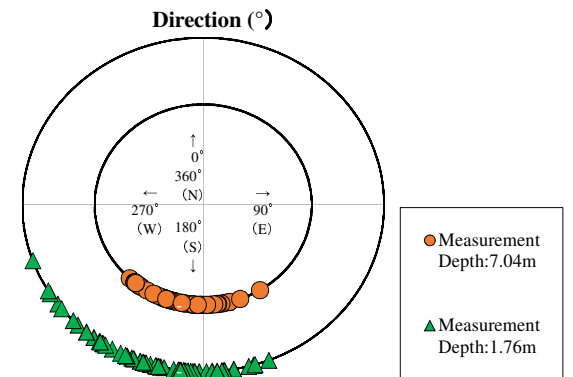 Direction (°)
↑
0°
360°
(N)
← →
270° 90°
(W) (E)
180°
(S)
↓
Measurement
Depth:7.04m
Measurement
Depth:1.76m